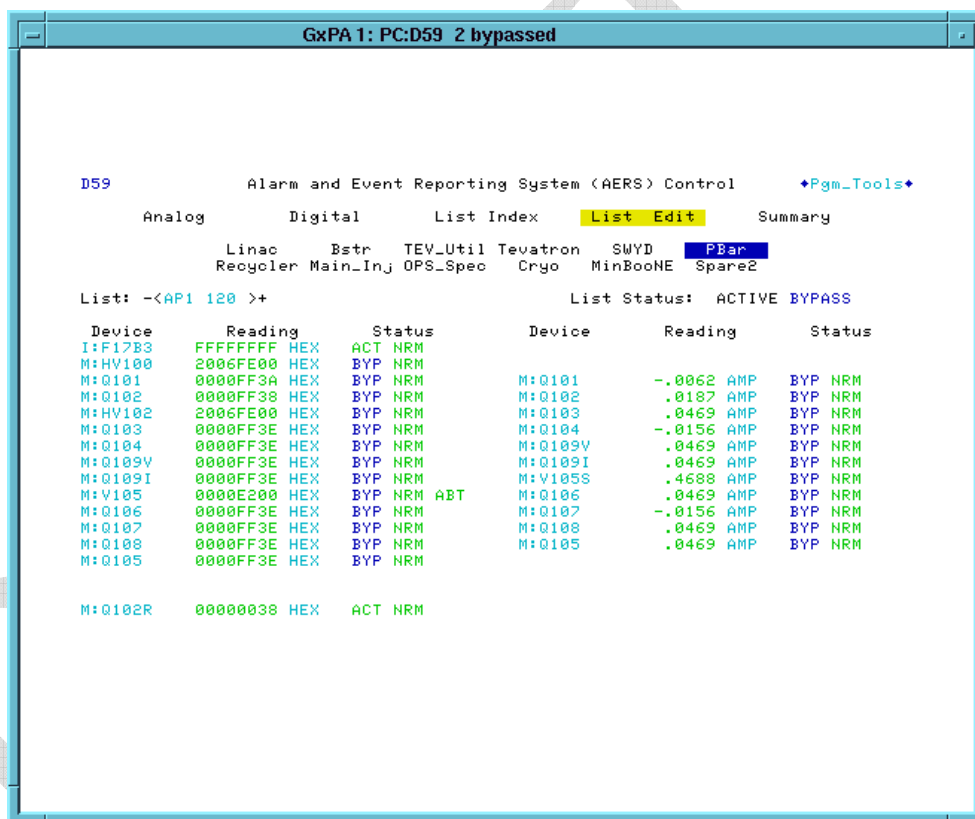 GxPA 1: PC:D59 2 bypassed
D59 Alarm and Event Reporting System (AERS) Control ◆Pgm_Tools◆
Analog Digital List Index List Edit Summary
Linac Bstr TEV_Util Tevatron SWYD PBar
Recycler Main_Inj OPS_Spec Cryo MinBooNE Spare2
List: -<AP1 120 >+ List Status: ACTIVE BYPASS
Device Reading Status Device Reading Status
I:F17B3 FFFFFFFF HEX ACT NRM
M:HV100 2006FE00 HEX BYP NRM
M:Q101 0000FF3A HEX BYP NRM M:Q101 -.0062 AMP BYP NRM
M:Q102 0000FF38 HEX BYP NRM M:Q102 .0187 AMP BYP NRM
M:HV102 2006FE00 HEX BYP NRM M:Q103 .0469 AMP BYP NRM
M:Q103 0000FF3E HEX BYP NRM M:Q104 -.0156 AMP BYP NRM
M:Q104 0000FF3E HEX BYP NRM M:Q109V .0469 AMP BYP NRM
M:Q109V 0000FF3E HEX BYP NRM M:Q109I .0469 AMP BYP NRM
M:Q109I 0000FF3E HEX BYP NRM M:V105S .4688 AMP BYP NRM
M:V105 0000E200 HEX BYP NRM ABT M:Q106 .0469 AMP BYP NRM
M:Q106 0000FF3E HEX BYP NRM M:Q107 -.0156 AMP BYP NRM
M:Q107 0000FF3E HEX BYP NRM M:Q108 .0469 AMP BYP NRM
M:Q108 0000FF3E HEX BYP NRM M:Q105 .0469 AMP BYP NRM
M:Q105 0000FF3E HEX BYP NRM
M:Q102R 00000038 HEX ACT NRM